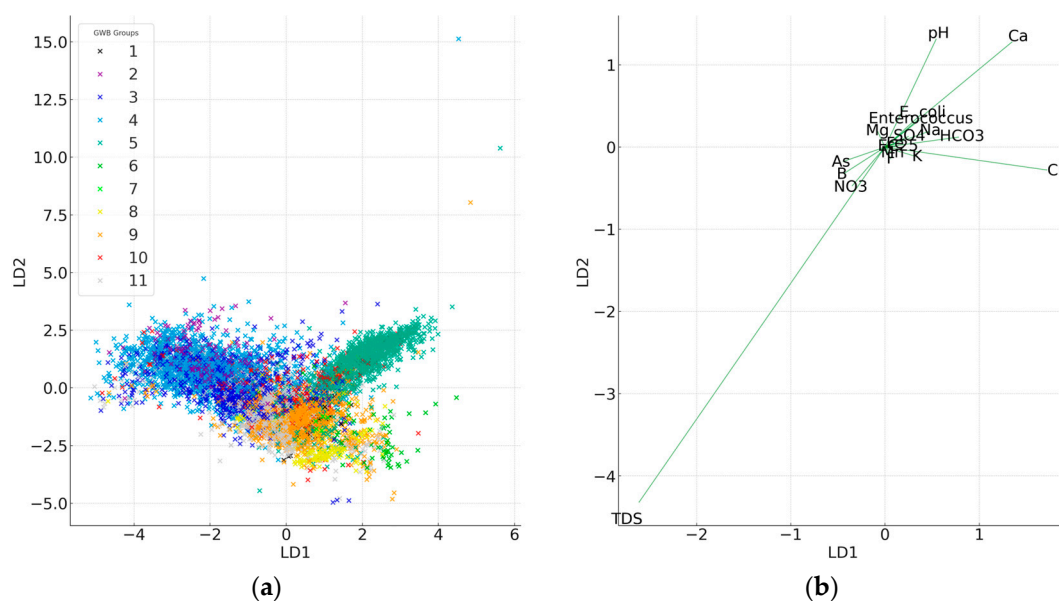 GWB Groups
1
2
3
4
5
6
7
8
9
10
11
15.0
12.5
10.0
7.5
5.0
2.5
0.0
−2.5
−5.0
LD2
−4
−2
0
2
4
6
LD1
(a)
pH
Ca
E_coli
Enterococcus
Mg
SO4
Na
HCO3
Mn
F
K
As
B
NO3
C
TDS
1
0
−1
−2
−3
−4
LD2
−2
−1
0
1
LD1
(b)